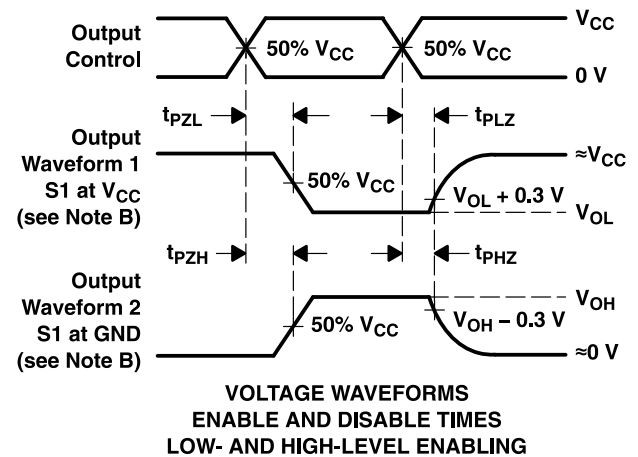 Output
Control
50% V_CC
50% V_CC
V_CC
0 V
t_PZL
t_PLZ
Output
Waveform 1
S1 at V_CC
(see Note B)
50% V_CC
≈V_CC
V_OL + 0.3 V
V_OL
t_PZH
t_PHZ
Output
Waveform 2
S1 at GND
(see Note B)
50% V_CC
V_OH
V_OH – 0.3 V
≈0 V
VOLTAGE WAVEFORMS
ENABLE AND DISABLE TIMES
LOW- AND HIGH-LEVEL ENABLING